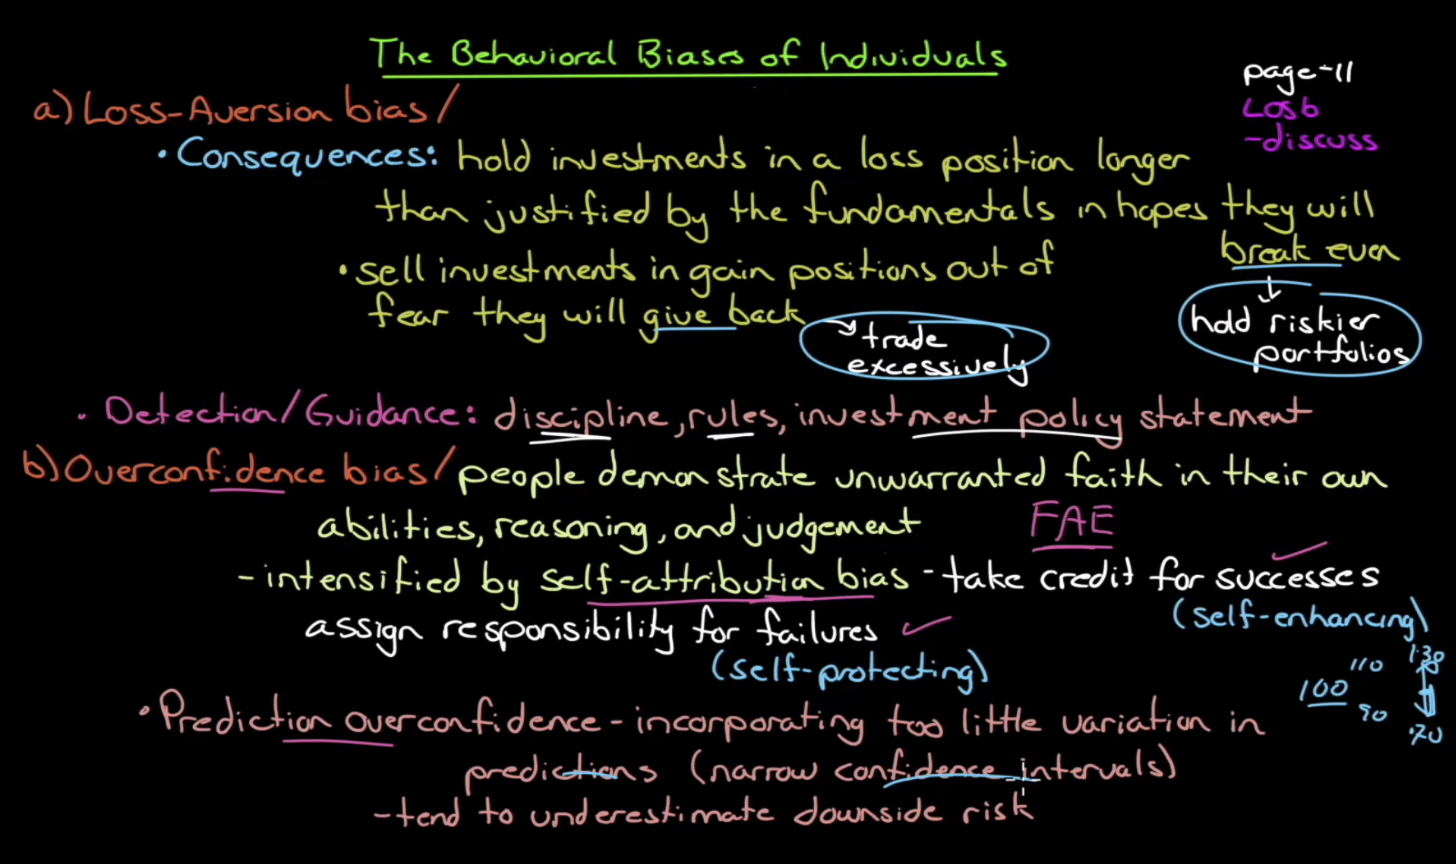 The Behavioral Biases of Individuals
page-11
LOS b
-discuss
a) Loss-Aversion bias/
• Consequences: hold investments in a loss position longer
than justified by the fundamentals in hopes they will
break even
hold riskier
portfolios
• sell investments in gain positions out of
fear they will give back
trade
excessively
• Detection/Guidance: discipline, rules, investment policy statement
b) Overconfidence bias/ people demonstrate unwarranted faith in their own
abilities, reasoning, and judgement
FAE
- intensified by self-attribution bias - take credit for successes
(self-enhancing)
assign responsibility for failures
(self-protecting)
110
130
100
90
70
• Prediction overconfidence - incorporating too little variation in
predictions (narrow confidence intervals)
- tend to underestimate downside risk